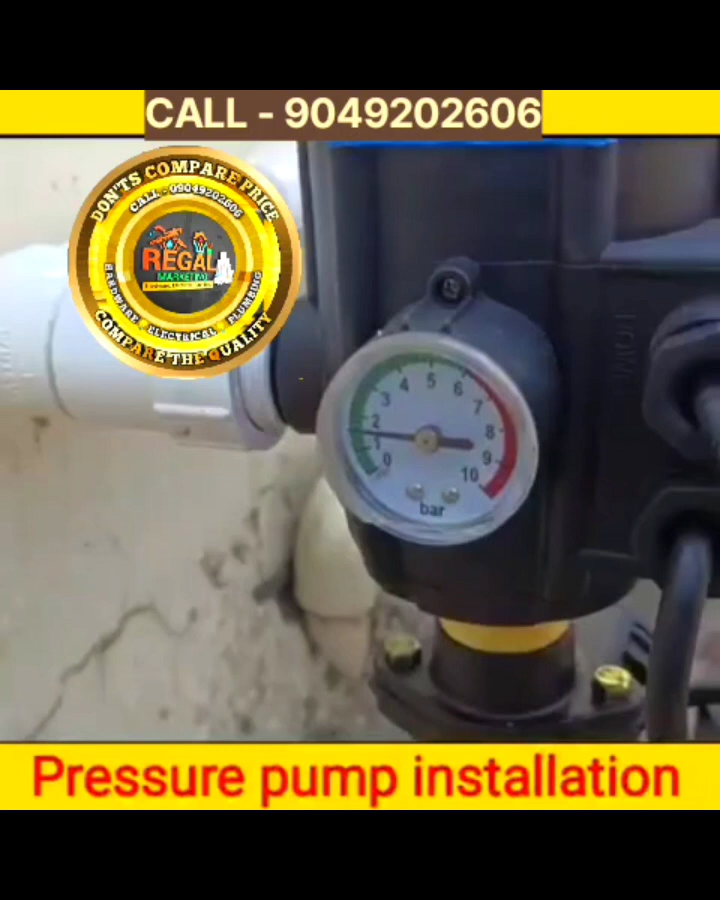 CALL - 9049202606
DON'TS COMPARE PRICE
CALL - 09049202606
REGAL
MARKETING
HARDWARE ELECTRICAL PLUMBING
COMPARE THE QUALITY
0
1
2
3
4
5
6
7
8
9
10
bar
Pressure pump installation